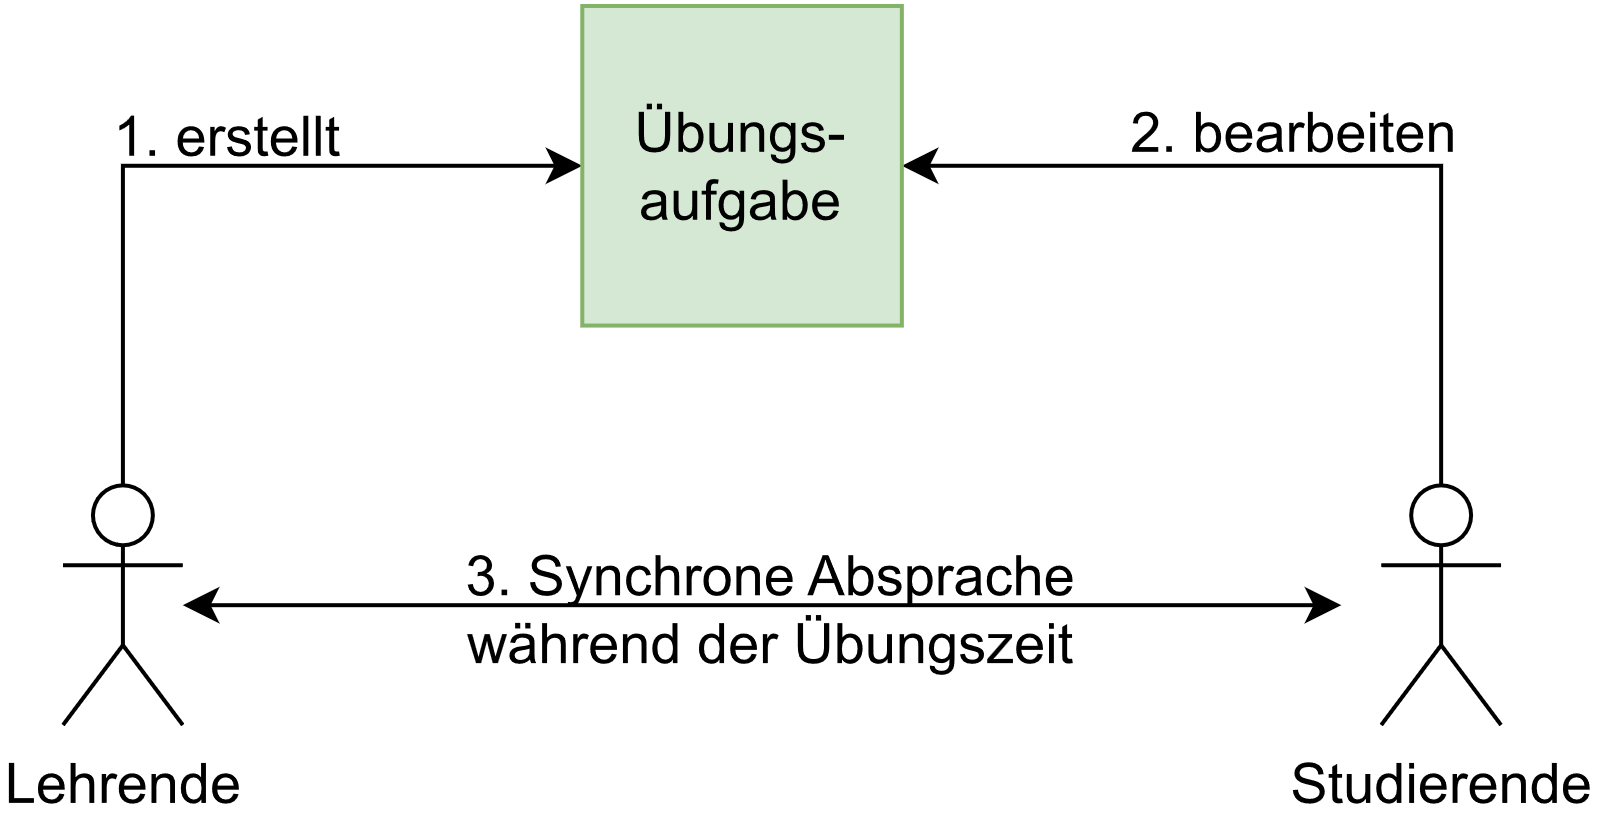 1. erstellt
Übungs-
aufgabe
2. bearbeiten
3. Synchrone Absprache
während der Übungszeit
Lehrende
Studierende